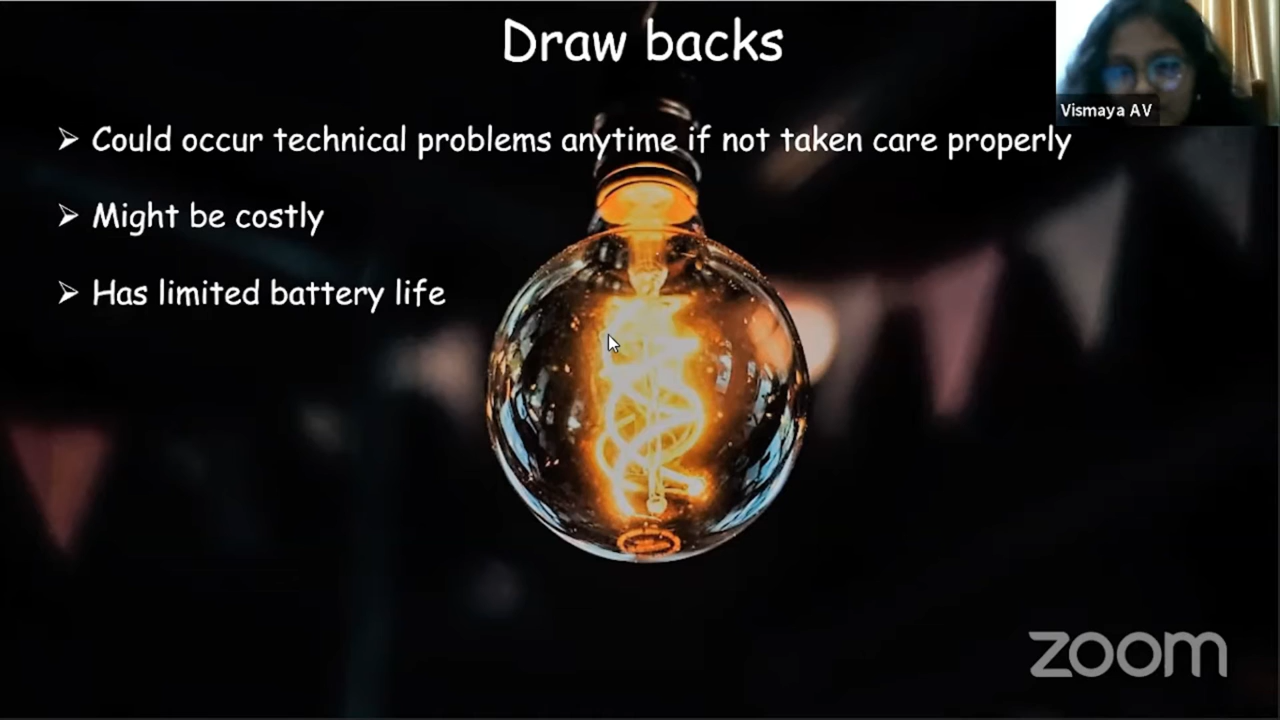 Draw backs
Vismaya AV
➢ Could occur technical problems anytime if not taken care properly
➢ Might be costly
➢ Has limited battery life
zoom